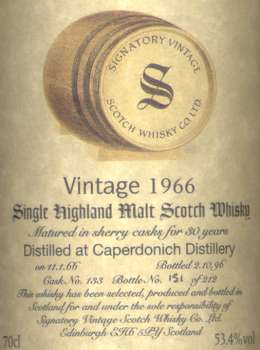 SIGNATORY VINTAGE
S
SCOTCH WHISKY CO LTD.
Vintage 1966
Single Highland Malt Scotch Whisky
Matured in sherry casks for 30 years
Distilled at Caperdonich Distillery
on 11.1.66 Bottled 2.10.96
Cask No. 133 Bottle No. 151 of 212
This whisky has been selected, produced and bottled in
Scotland for and under the sole responsibility of
Signatory Vintage Scotch Whisky Co. Ltd.
Edinburgh EH6 5PY Scotland
70cl 53.4%vol